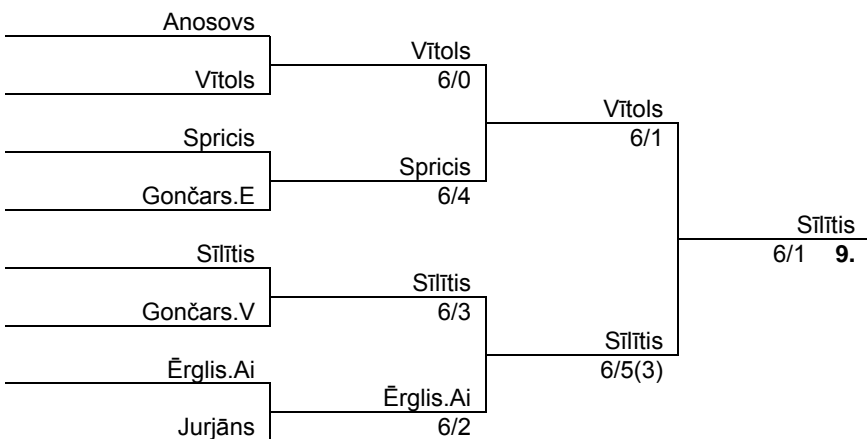 Anosovs
Vītols
Vītols
6/0
Vītols
6/1
Spricis
Spricis
6/4
Gončars.E
Sīlītis
6/1 9.
Sīlītis
Sīlītis
6/3
Gončars.V
Sīlītis
6/5(3)
Ērglis.Ai
Ērglis.Ai
6/2
Jurjāns